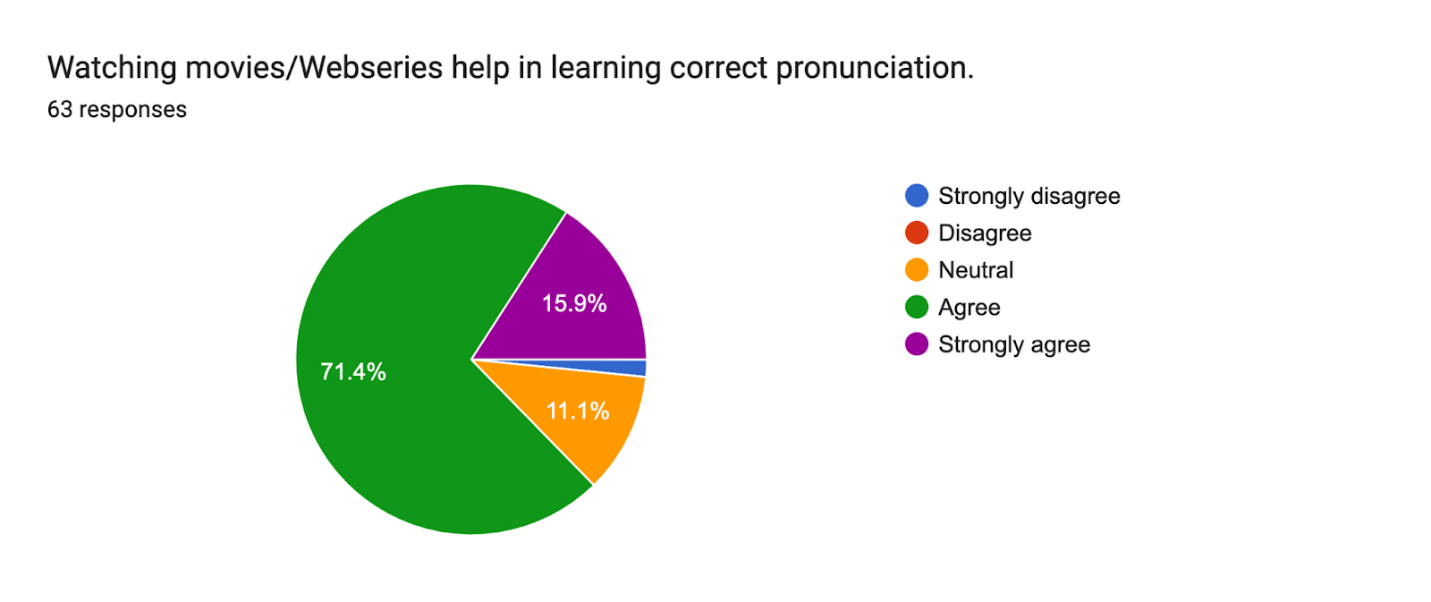 Watching movies/Webseries help in learning correct pronunciation.
63 responses
15.9%
71.4%
11.1%
Strongly disagree
Disagree
Neutral
Agree
Strongly agree